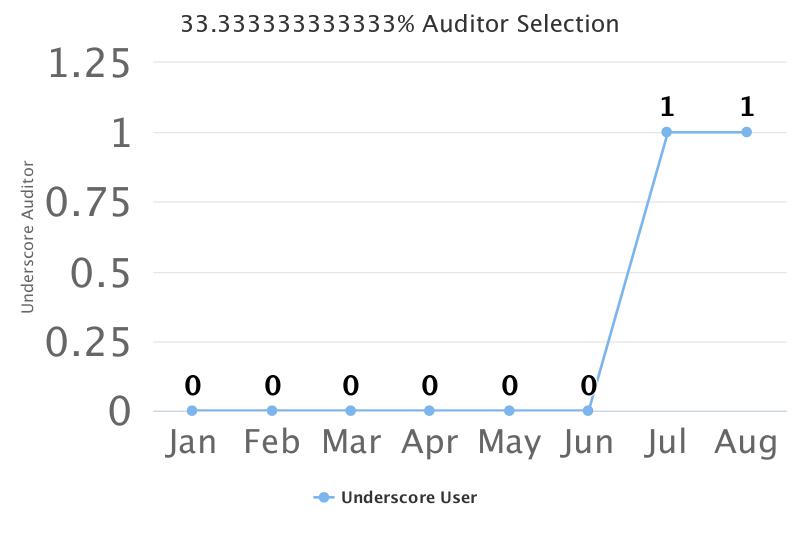 33.333333333333% Auditor Selection
1.25
1
0.75
0.5
0.25
0
Underscore Auditor
0 0 0 0 0 0 1 1
Jan Feb Mar Apr May Jun Jul Aug
Underscore User